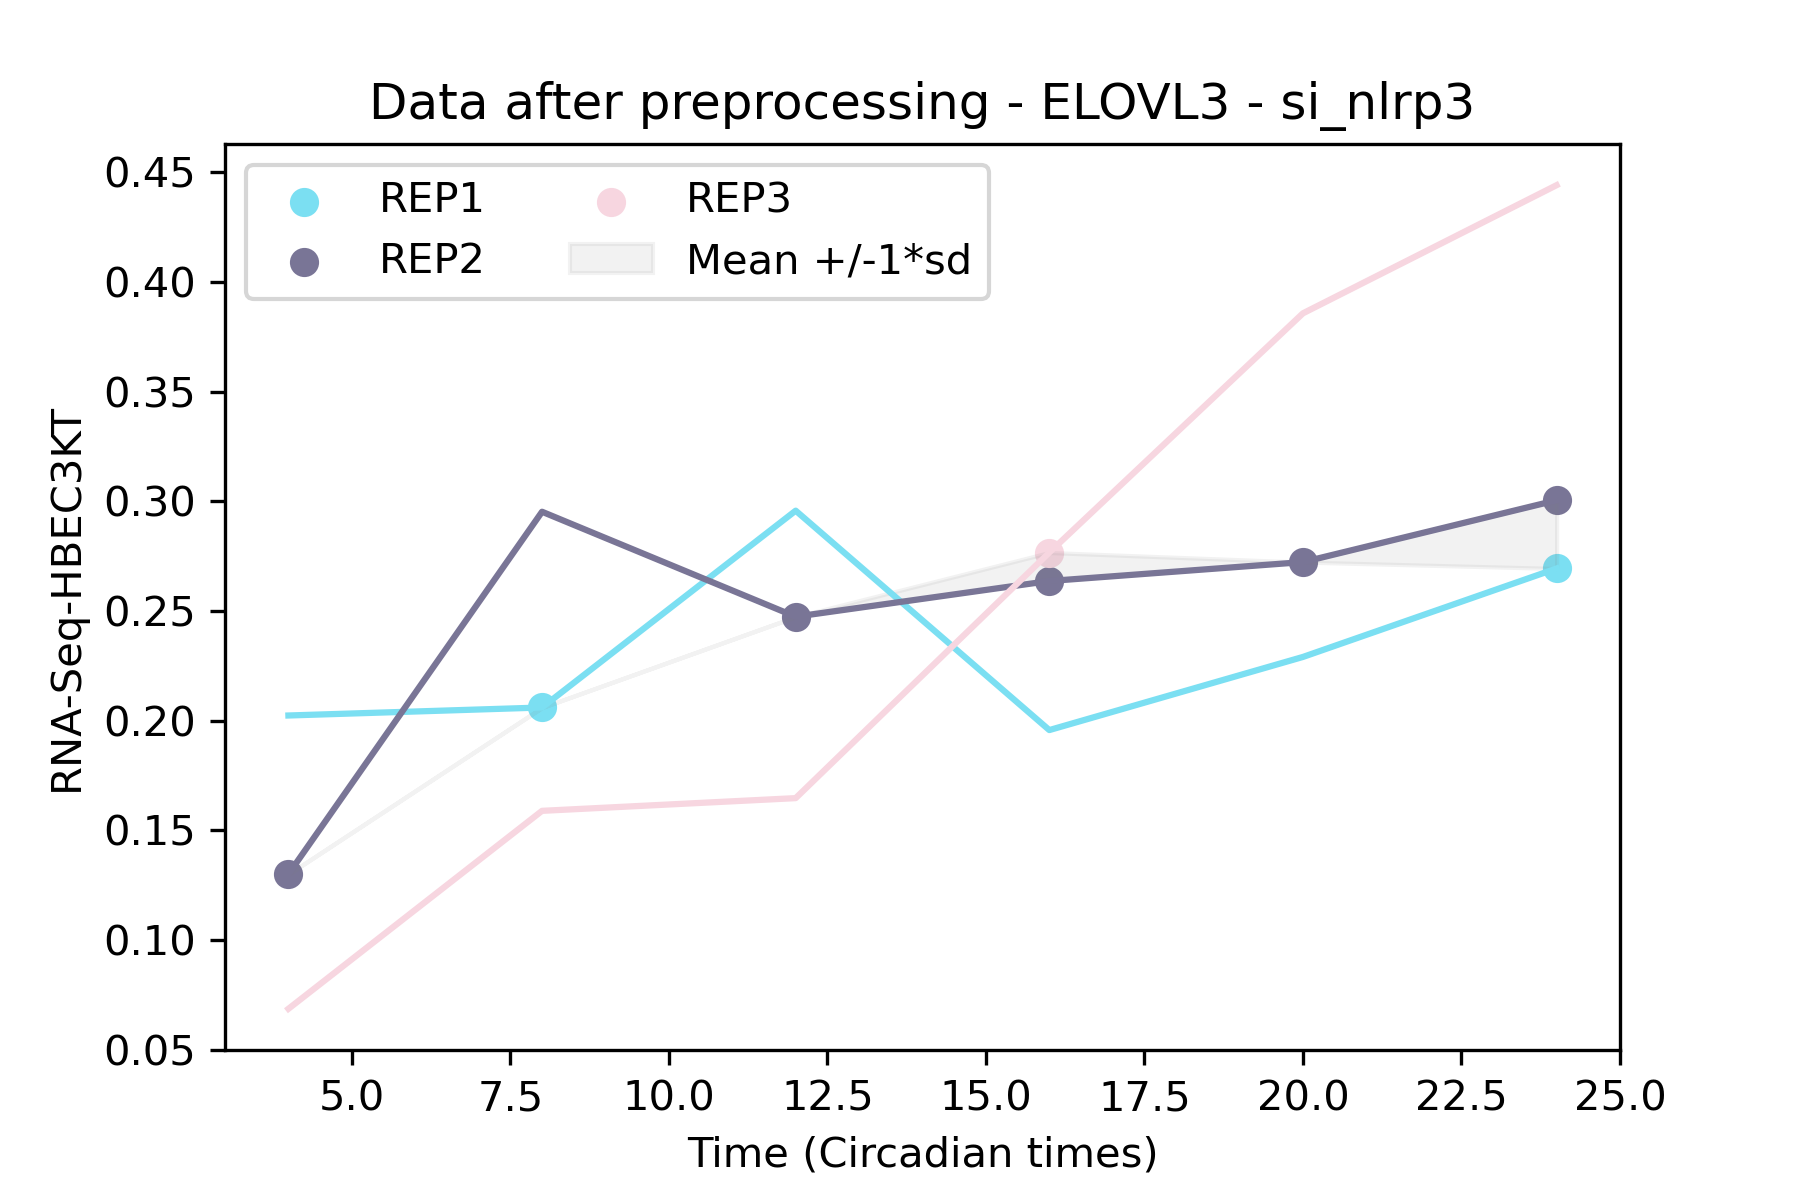 Data after preprocessing - ELOVL3 - si_nlrp3
REP1
REP2
REP3
Mean +/-1*sd
RNA-Seq-HBEC3KT
0.45
0.40
0.35
0.30
0.25
0.20
0.15
0.10
0.05
5.0 7.5 10.0 12.5 15.0 17.5 20.0 22.5 25.0
Time (Circadian times)